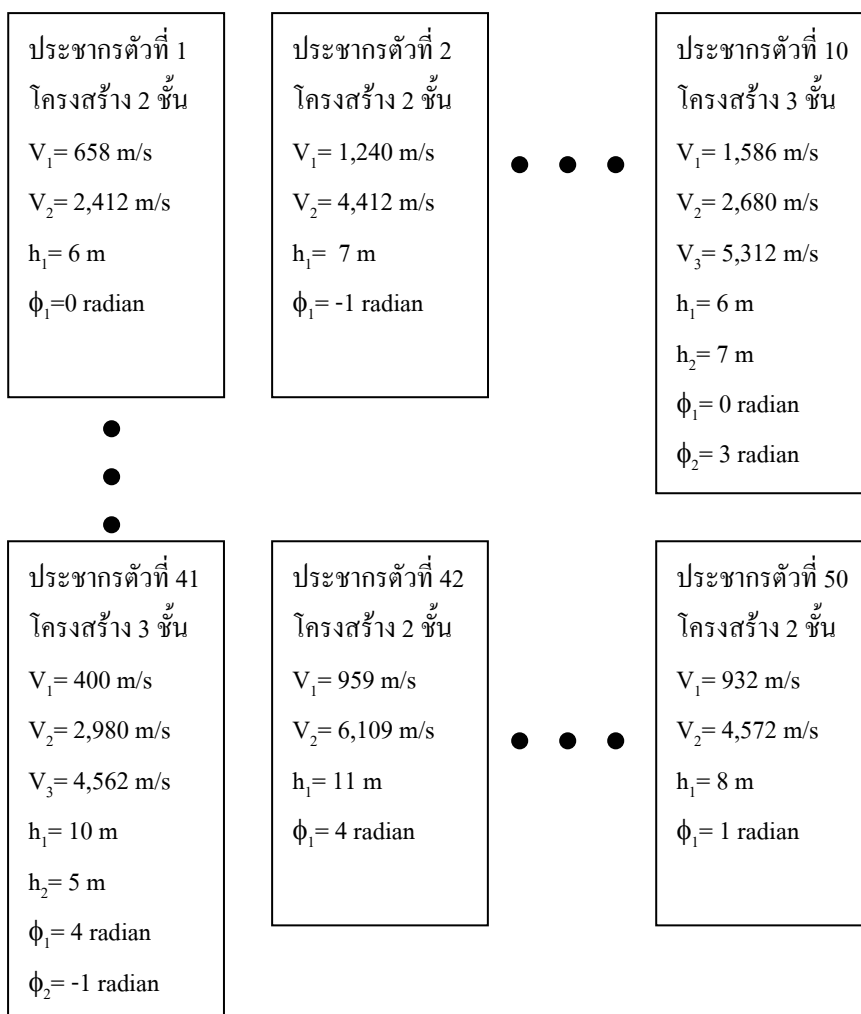 ประชากรตัวที่ 1
โครงสร้าง 2 ชั้น
V₁= 658 m/s
V₂= 2,412 m/s
h₁= 6 m
ϕ₁=0 radian
ประชากรตัวที่ 2
โครงสร้าง 2 ชั้น
V₁= 1,240 m/s
V₂= 4,412 m/s
h₁= 7 m
ϕ₁= -1 radian
ประชากรตัวที่ 10
โครงสร้าง 3 ชั้น
V₁= 1,586 m/s
V₂= 2,680 m/s
V₃= 5,312 m/s
h₁= 6 m
h₂= 7 m
ϕ₁= 0 radian
ϕ₂= 3 radian
ประชากรตัวที่ 41
โครงสร้าง 3 ชั้น
V₁= 400 m/s
V₂= 2,980 m/s
V₃= 4,562 m/s
h₁= 10 m
h₂= 5 m
ϕ₁= 4 radian
ϕ₂= -1 radian
ประชากรตัวที่ 42
โครงสร้าง 2 ชั้น
V₁= 959 m/s
V₂= 6,109 m/s
h₁= 11 m
ϕ₁= 4 radian
ประชากรตัวที่ 50
โครงสร้าง 2 ชั้น
V₁= 932 m/s
V₂= 4,572 m/s
h₁= 8 m
ϕ₁= 1 radian